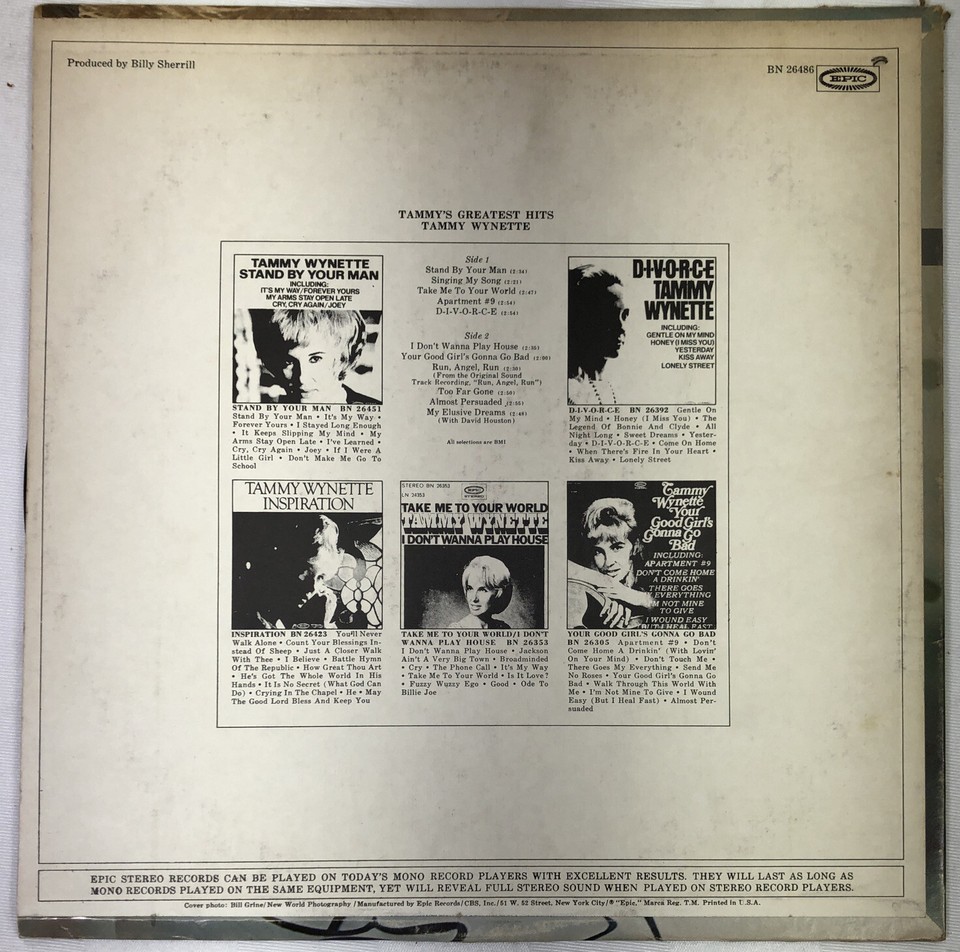 Produced by Billy Sherrill
BN 26486
EPIC
TAMMY'S GREATEST HITS
TAMMY WYNETTE
TAMMY WYNETTE
STAND BY YOUR MAN
INCLUDING:
IT'S MY WAY/FOREVER YOURS
MY ARMS STAY OPEN LATE
CRY, CRY AGAIN/JOEY
STAND BY YOUR MAN BN 26451
Stand By Your Man • It's My Way •
Forever Yours • I Stayed Long Enough
• It Keeps Slipping My Mind • My
Arms Stay Open Late • I've Learned •
Cry, Cry Again • Joey • If I Were A
Little Girl • Don't Make Me Go To
School
Side 1
Stand By Your Man (2:34)
Singing My Song (2:31)
Take Me To Your World (2:47)
Apartment #9 (2:54)
D-I-V-O-R-C-E (2:54)
Side 2
I Don't Wanna Play House (2:35)
Your Good Girl's Gonna Go Bad (2:00)
Run, Angel, Run (2:30)
(From the Original Sound
Track Recording, "Run, Angel, Run")
Too Far Gone (2:50)
Almost Persuaded (2:55)
My Elusive Dreams (2:48)
(With David Houston)
All selections are BMI
D-I-V-O-R-C-E
TAMMY
WYNETTE
INCLUDING:
GENTLE ON MY MIND
HONEY (I MISS YOU)
YESTERDAY
KISS AWAY
LONELY STREET
D-I-V-O-R-C-E BN 26392 Gentle On
My Mind • Honey (I Miss You) • The
Legend Of Bonnie And Clyde • All
Night Long • Sweet Dreams • Yester-
day • D-I-V-O-R-C-E • Come On Home
• When There's Fire In Your Heart •
Kiss Away • Lonely Street
TAMMY WYNETTE
INSPIRATION
INSPIRATION BN 26423 You'll Never
Walk Alone • Count Your Blessings In-
stead Of Sheep • Just A Closer Walk
With Thee • I Believe • Battle Hymn
Of The Republic • How Great Thou Art
• He's Got The Whole World In His
Hands • It Is No Secret (What God Can
Do) • Crying In The Chapel • He • May
The Good Lord Bless And Keep You
STEREO BN 26353
LN 24353
EPIC
STEREO
TAKE ME TO YOUR WORLD
TAMMY WYNETTE
I DON'T WANNA PLAY HOUSE
TAKE ME TO YOUR WORLD/I DON'T
WANNA PLAY HOUSE BN 26353
I Don't Wanna Play House • Jackson
Ain't A Very Big Town • Broadminded
• Cry • The Phone Call • It's My Way
• Take Me To Your World • Is It Love?
• Fuzzy Wuzzy Ego • Good • Ode To
Billie Joe
Tammy
Wynette
Your
Good Girl's
Gonna Go
Bad
INCLUDING:
APARTMENT #9
DON'T COME HOME
A DRINKIN'
THERE GOES
MY EVERYTHING
I'M NOT MINE
TO GIVE
I WOUND EASY
BUT I HEAL FAST
YOUR GOOD GIRL'S GONNA GO BAD
BN 26305 Apartment #9 • Don't
Come Home A Drinkin' (With Lovin'
On Your Mind) • Don't Touch Me •
There Goes My Everything • Send Me
No Roses • Your Good Girl's Gonna Go
Bad • Walk Through This World With
Me • I'm Not Mine To Give • I Wound
Easy (But I Heal Fast) • Almost Per-
suaded
EPIC STEREO RECORDS CAN BE PLAYED ON TODAY'S MONO RECORD PLAYERS WITH EXCELLENT RESULTS. THEY WILL LAST AS LONG AS
MONO RECORDS PLAYED ON THE SAME EQUIPMENT, YET WILL REVEAL FULL STEREO SOUND WHEN PLAYED ON STEREO RECORD PLAYERS.
Cover photo: Bill Grine/New World Photography /Manufactured by Epic Records/CBS, Inc./51 W. 52 Street, New York City/® "Epic," Marca Reg. T.M. Printed in U.S.A.